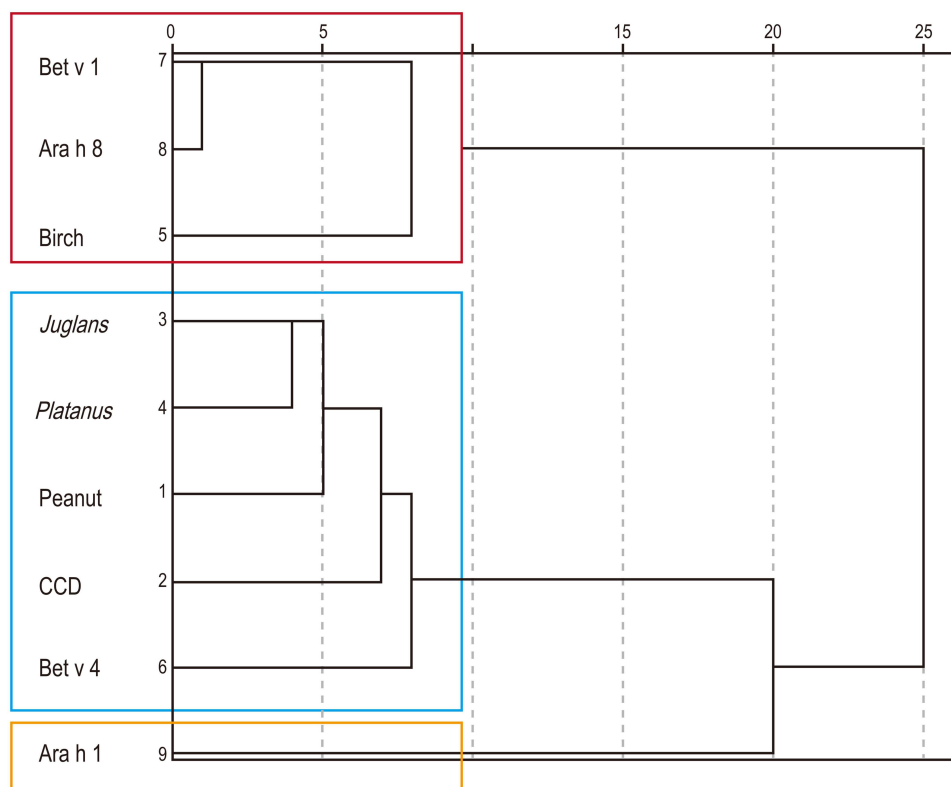 0 5 15 20 25
Bet v 1 7
Ara h 8 8
Birch 5
Juglans 3
Platanus 4
Peanut 1
CCD 2
Bet v 4 6
Ara h 1 9